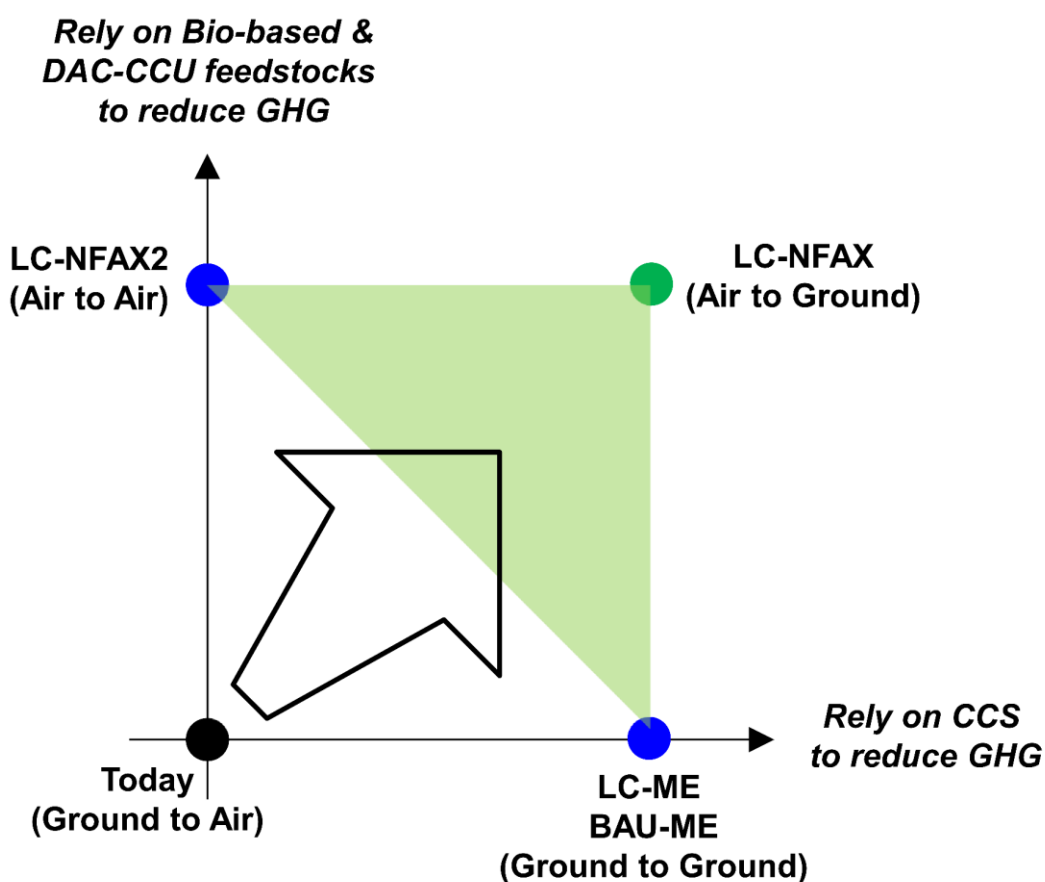 Rely on Bio-based &
DAC-CCU feedstocks
to reduce GHG
LC-NFAX2
(Air to Air)
LC-NFAX
(Air to Ground)
Rely on CCS
to reduce GHG
Today
(Ground to Air)
LC-ME
BAU-ME
(Ground to Ground)